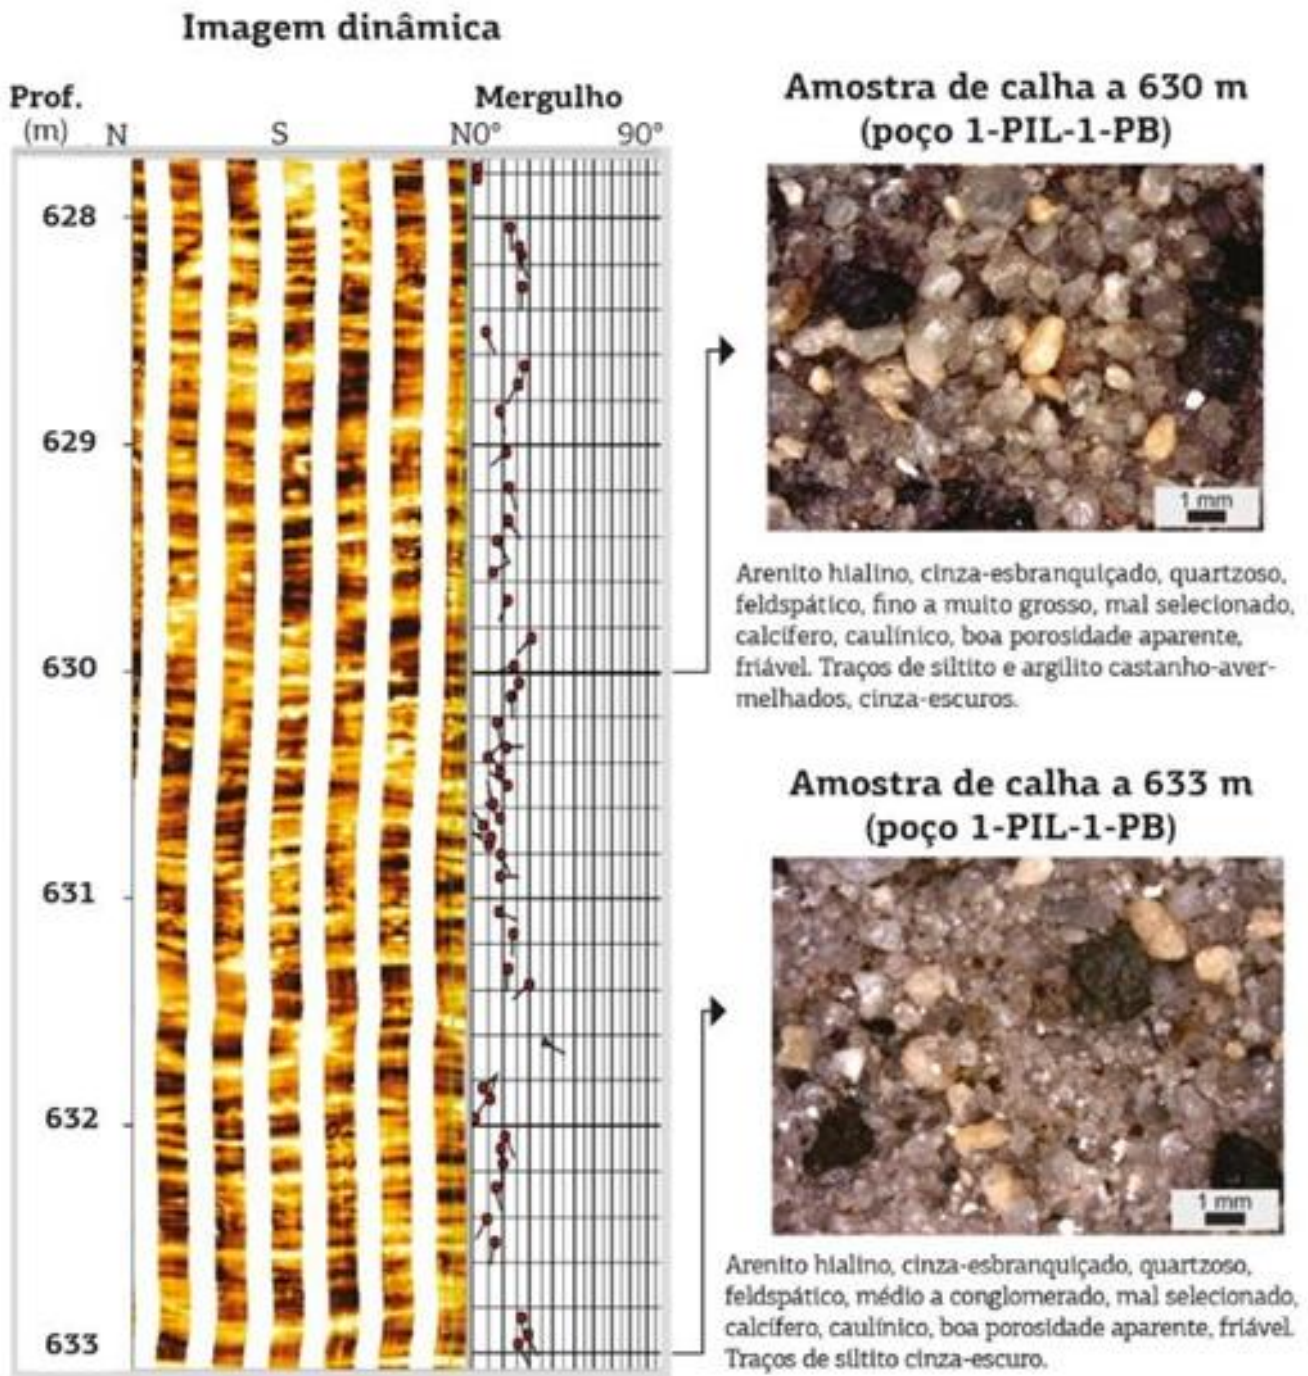 Imagem dinâmica
Prof.
(m)
N
S
N
Mergulho
0°
90°
628
629
630
631
632
633
Amostra de calha a 630 m
(poço 1-PIL-1-PB)
1 mm
Arenito hialino, cinza-esbranquiçado, quartzoso,
feldspático, fino a muito grosso, mal selecionado,
calcífero, caulínico, boa porosidade aparente,
friável. Traços de siltito e argilito castanho-aver-
melhados, cinza-escuros.
Amostra de calha a 633 m
(poço 1-PIL-1-PB)
1 mm
Arenito hialino, cinza-esbranquiçado, quartzoso,
feldspático, médio a conglomerado, mal selecionado,
calcífero, caulínico, boa porosidade aparente, friável.
Traços de siltito cinza-escuro.